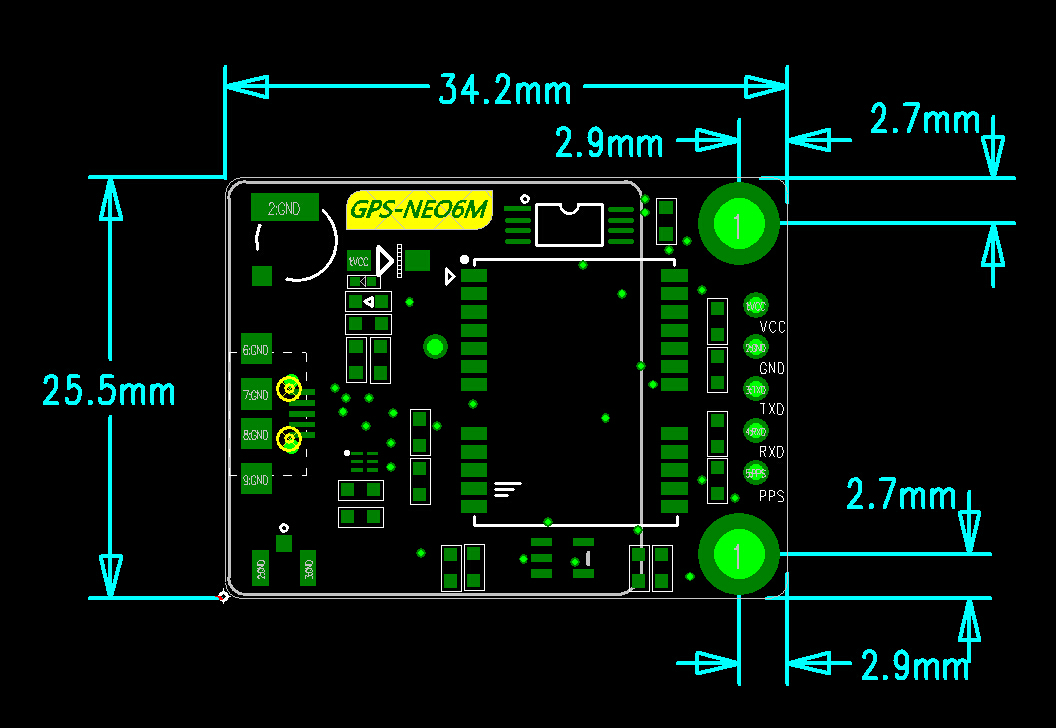 34.2mm
2.7mm
2.9mm
2:GND
GPS-NEO6M
1
1:VCC
1:VCC
VCC
6:GND
2:GND
GND
7:GND
3:TXD
TXD
8:GND
4:RXD
RXD
25.5mm
9:GND
5:PPS
PPS
2.7mm
1
2:GND
3:GND
2.9mm